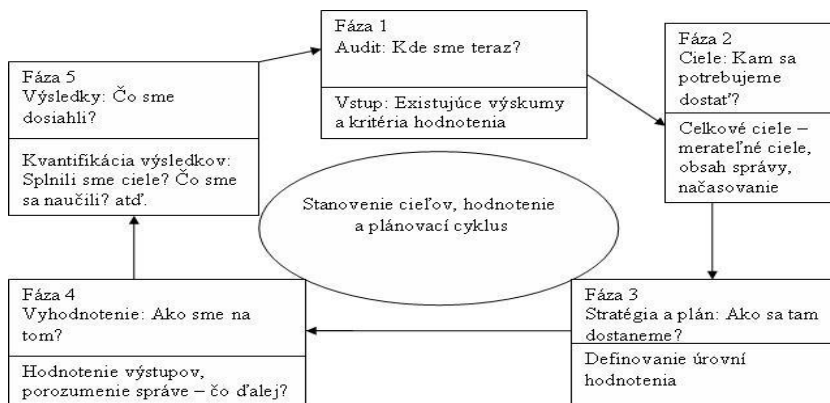 Fáza 1
Audit: Kde sme teraz?
Vstup: Existujúce výskumy
a kritéria hodnotenia
Fáza 2
Ciele: Kam sa
potrebujeme
dostať?
Celkové ciele –
merateľné ciele,
obsah správy,
načasovanie
Fáza 3
Stratégia a plán: Ako sa tam
dostaneme?
Definovanie úrovní
hodnotenia
Fáza 4
Vyhodnotenie: Ako sme na
tom?
Hodnotenie výstupov,
porozumenie správe – čo ďalej?
Fáza 5
Výsledky: Čo sme
dosiahli?
Kvantifikácia výsledkov:
Splnili sme ciele? Čo sme
sa naučili? atď.
Stanovenie cieľov, hodnotenie
a plánovací cyklus